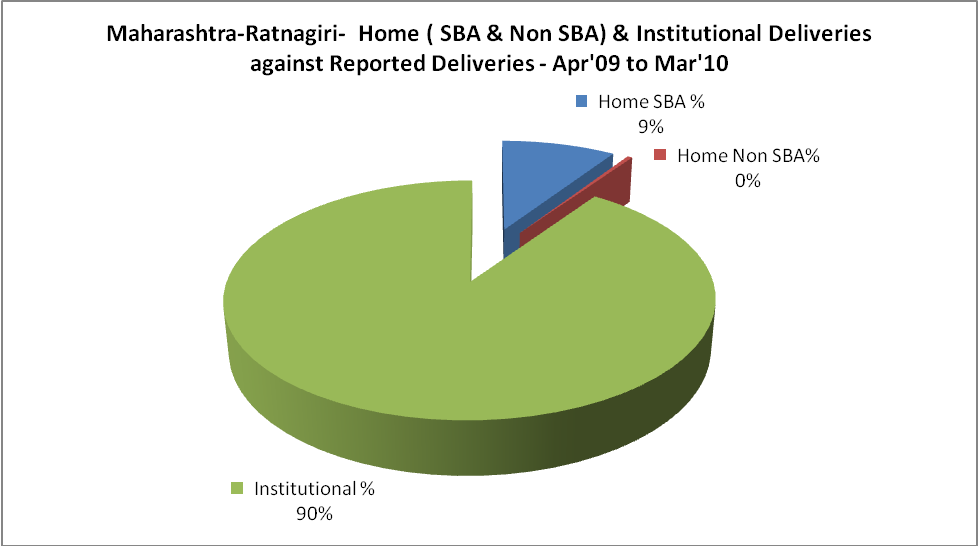 Maharashtra-Ratnagiri- Home ( SBA & Non SBA) & Institutional Deliveries
against Reported Deliveries - Apr'09 to Mar'10
Home SBA %
9%
Home Non SBA%
0%
Institutional %
90%